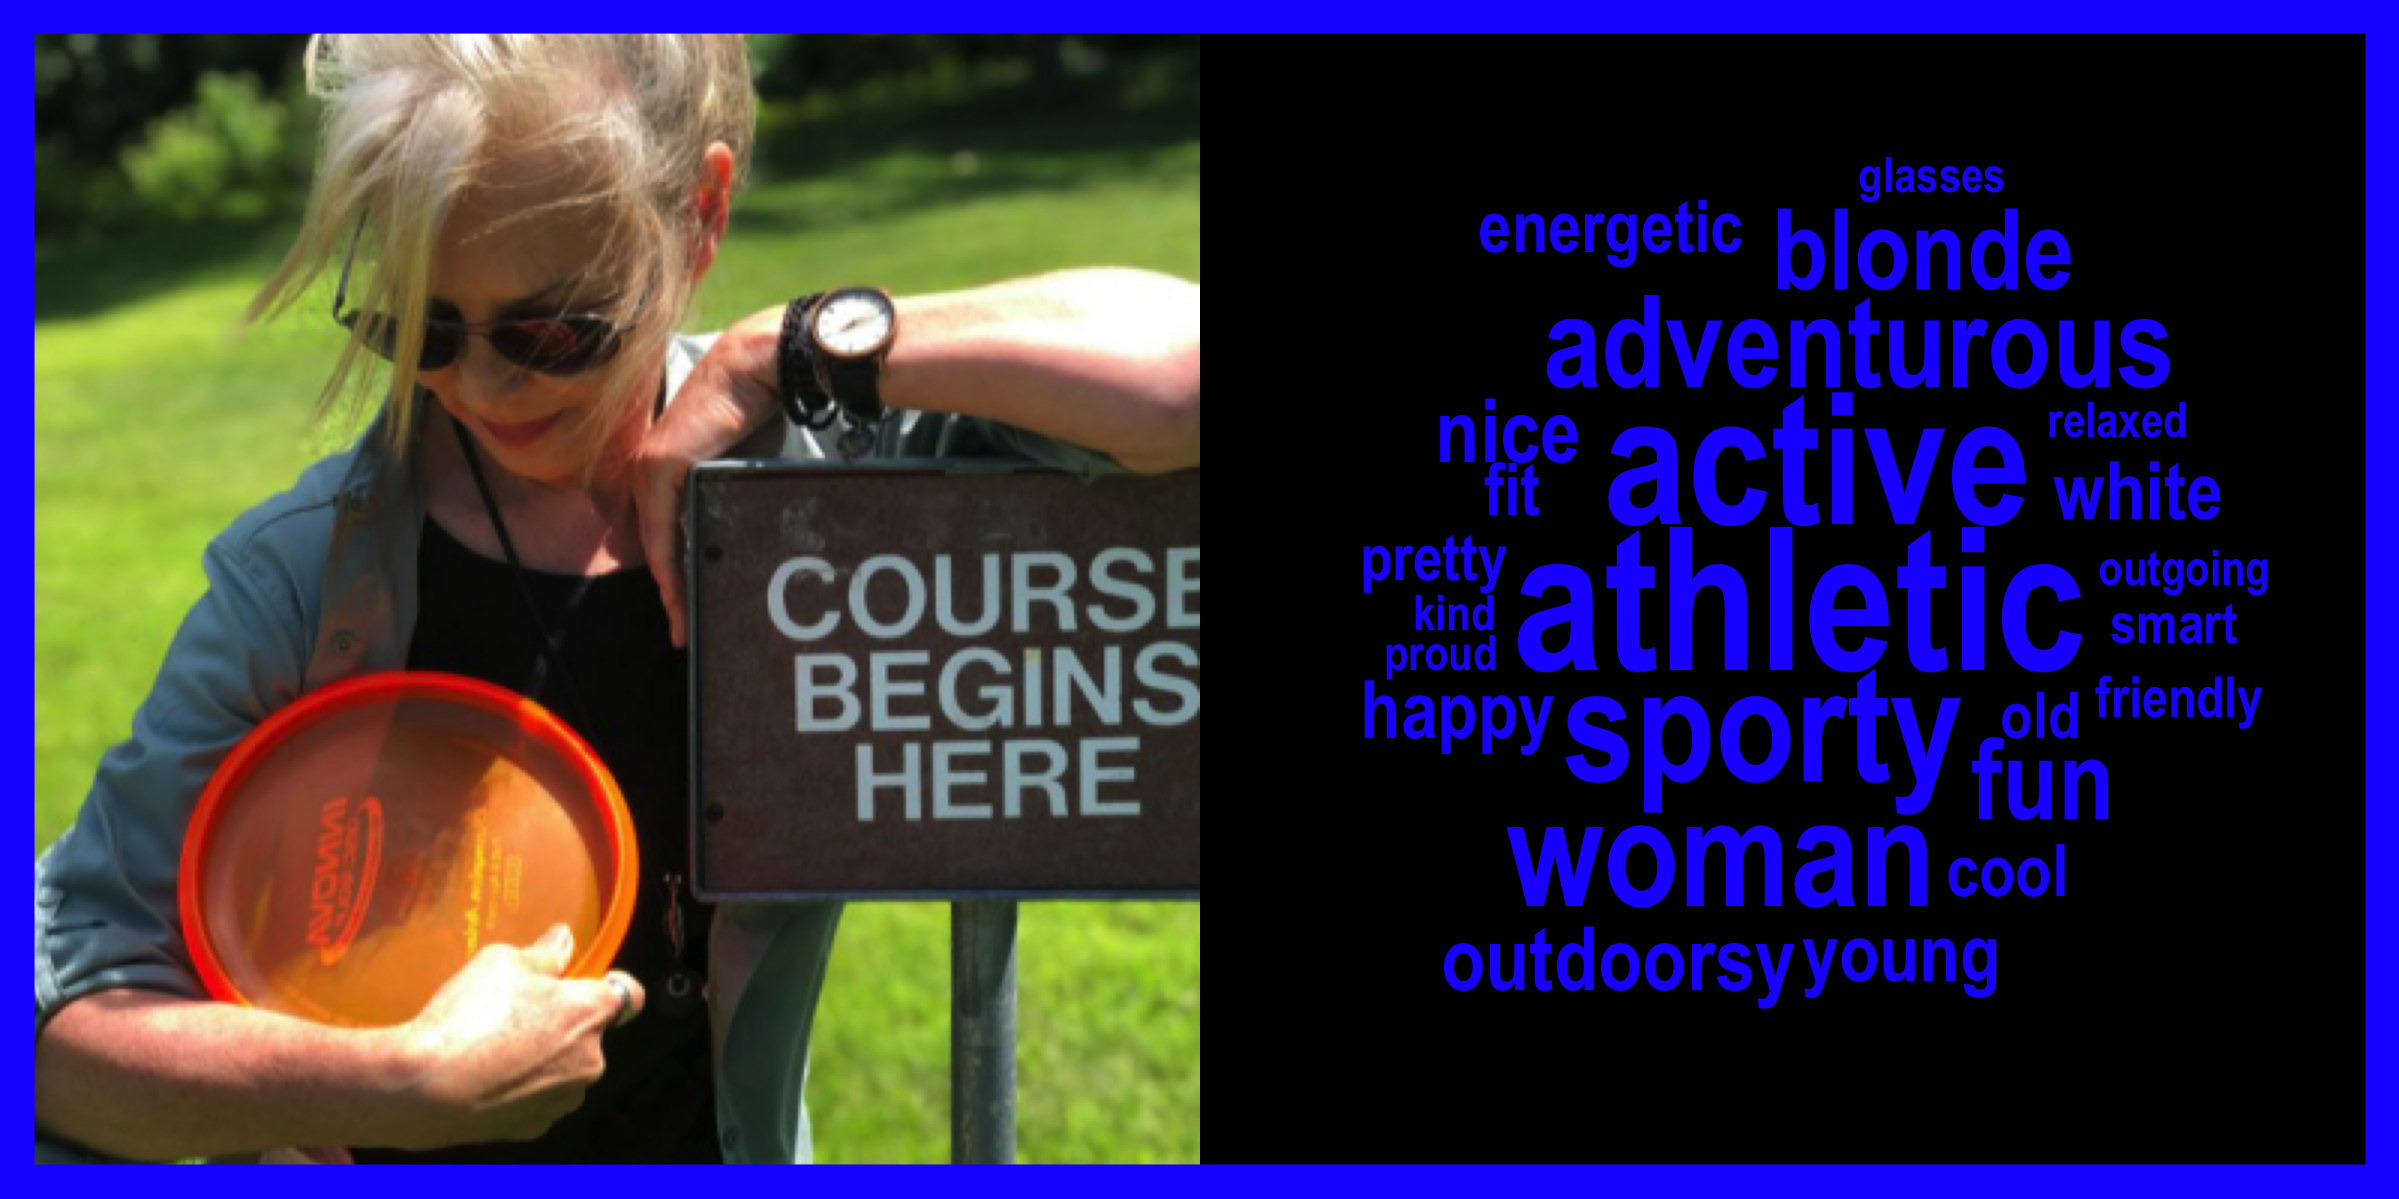 COURSE
BEGINS
HERE
INNOVA
glasses
energetic blonde
adventurous
nice active relaxed
fit white
pretty athletic outgoing
kind smart
proud
happy sporty old friendly
fun
woman cool
outdoorsy young